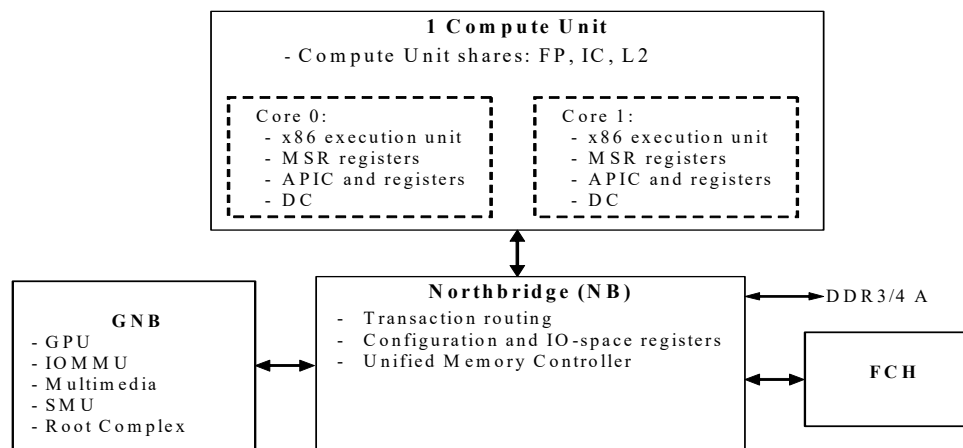 1 Compute Unit
- Compute Unit shares: FP, IC, L2
Core 0:
- x86 execution unit
- MSR registers
- APIC and registers
- DC
Core 1:
- x86 execution unit
- MSR registers
- APIC and registers
- DC
GNB
- GPU
- IOMMU
- Multimedia
- SMU
- Root Complex
Northbridge (NB)
- Transaction routing
- Configuration and IO-space registers
- Unified Memory Controller
DDR3/4 A
FCH